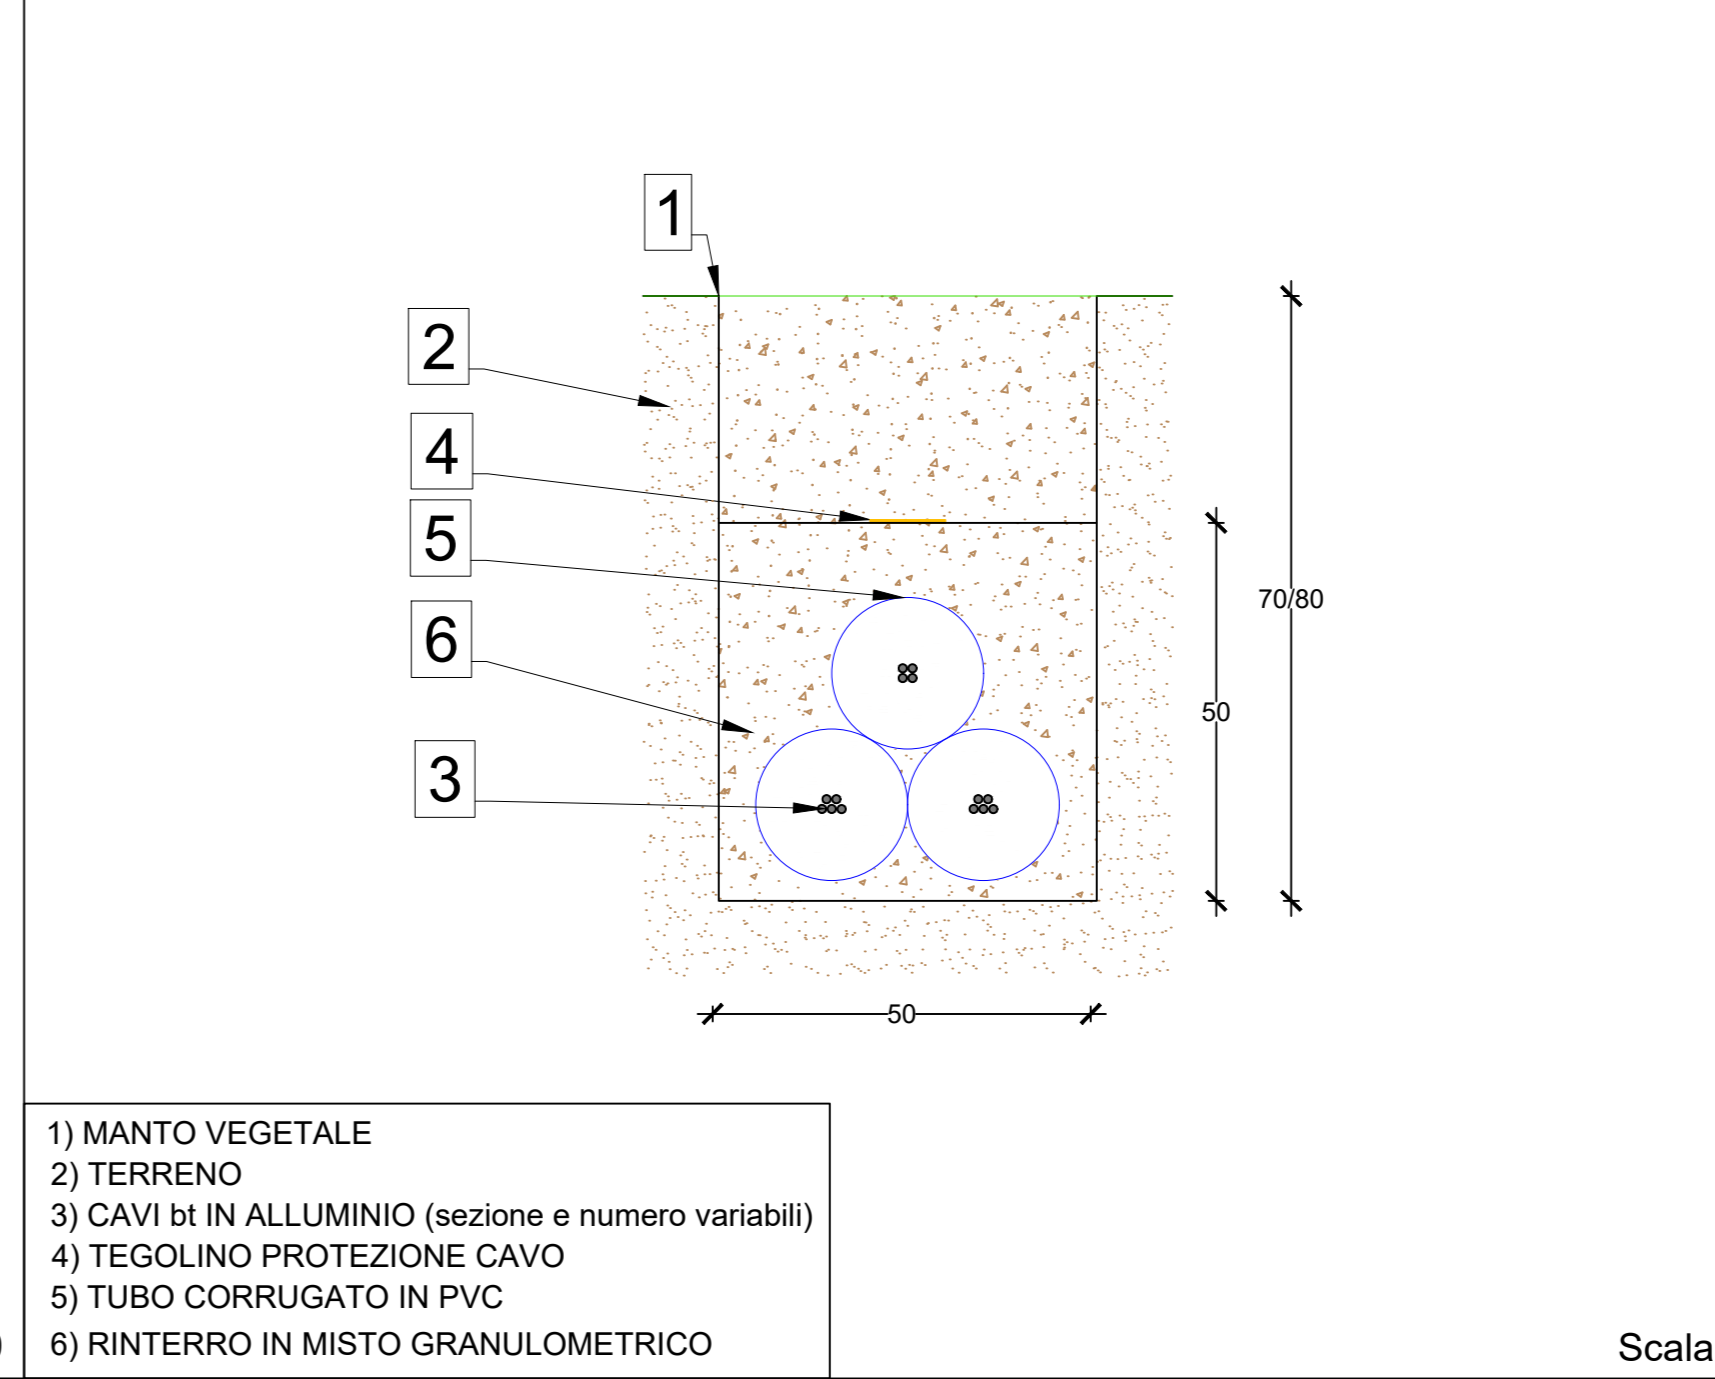 1
2
4
5
6
3
70/80
50
50
1) MANTO VEGETALE
2) TERRENO
3) CAVI bt IN ALLUMINIO (sezione e numero variabili)
4) TEGOLINO PROTEZIONE CAVO
5) TUBO CORRUGATO IN PVC
6) RINTERRO IN MISTO GRANULOMETRICO
)
Scala